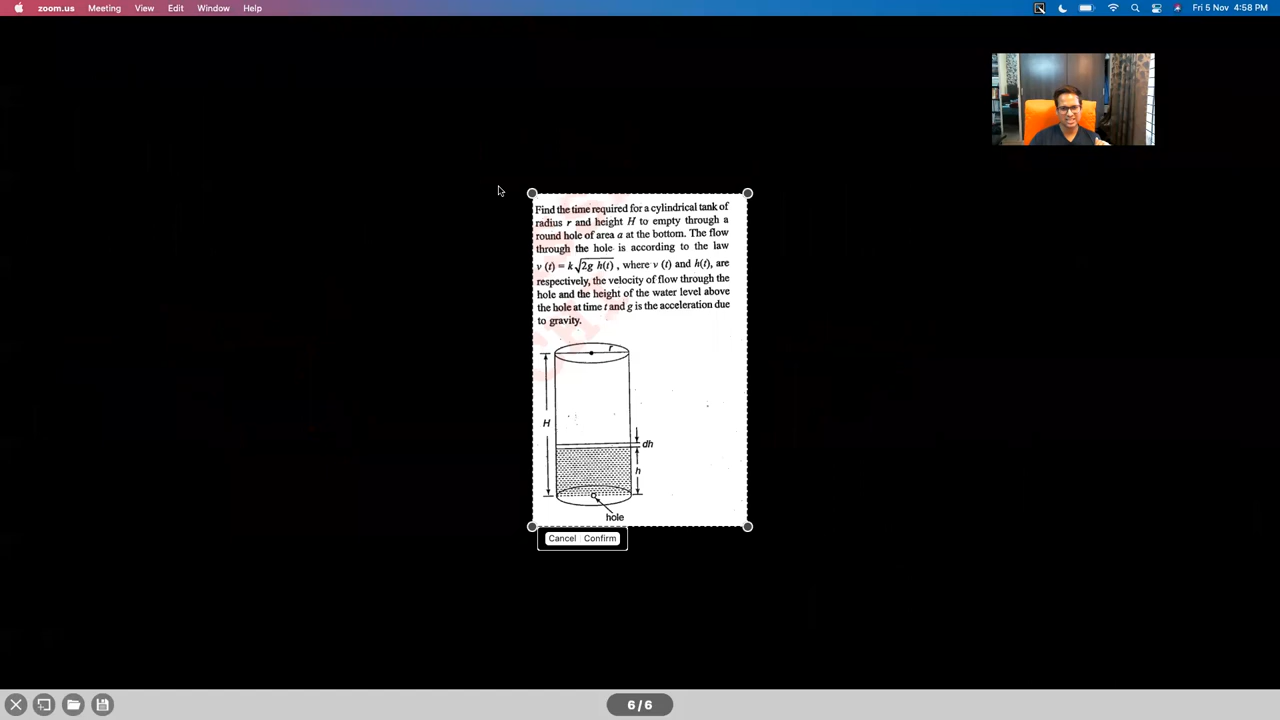 zoom.us Meeting View Edit Window Help
Fri 5 Nov 4:58 PM
Find the time required for a cylindrical tank of
radius r and height H to empty through a
round hole of area a at the bottom. The flow
through the hole is according to the law
v (t) = k√2g h(t) , where v (t) and h(t), are
respectively, the velocity of flow through the
hole and the height of the water level above
the hole at time t and g is the acceleration due
to gravity.
r
H
dh
h
hole
Cancel Confirm
6 / 6